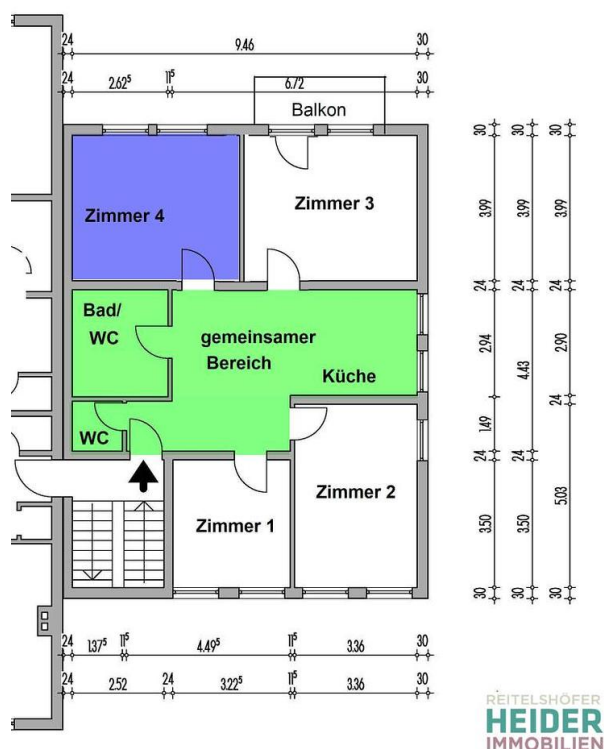 24 9.46 30
24 2.62⁵ 11⁵ 6.72 30
Balkon
Zimmer 4
Zimmer 3
Bad/
WC
gemeinsamer
Bereich
Küche
WC
Zimmer 2
Zimmer 1
30 3.99 24 2.94 1.49 24 3.50 30
30 3.99 24 4.43 24 3.50 30
30 3.99 24 2.90 24 5.03 30
24 1.37⁵ 11⁵ 4.49⁵ 11⁵ 3.36 30
24 2.52 24 3.22⁵ 11⁵ 3.36 30
REITELSHÖFER
HEIDER
IMMOBILIEN